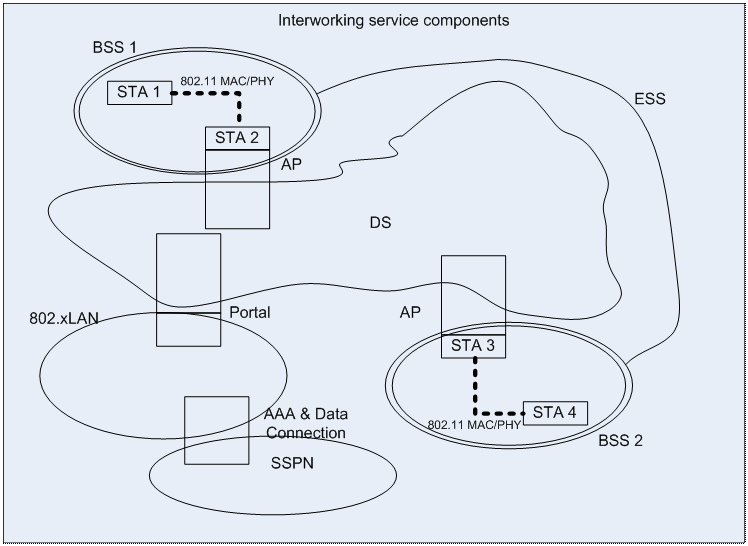 Interworking service components
BSS 1
STA 1
802.11 MAC/PHY
ESS
STA 2
AP
DS
802.xLAN
Portal
AP
STA 3
AAA & Data
Connection
802.11 MAC/PHY
STA 4
BSS 2
SSPN